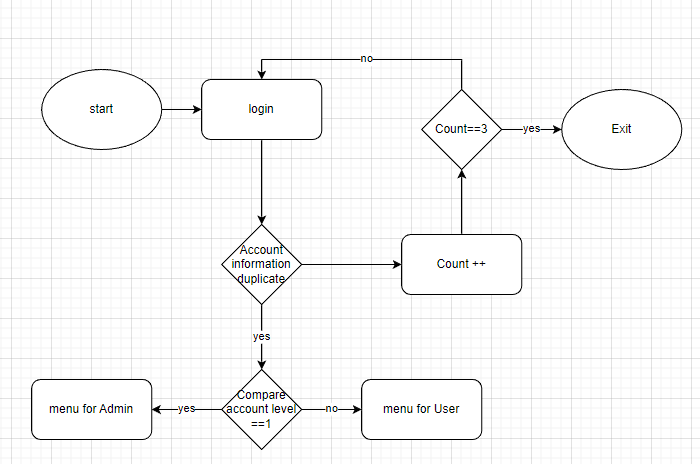 no
start
login
Count==3
yes
Exit
Account
information
duplicate
Count ++
yes
menu for Admin
yes
Compare
account level
==1
no
menu for User